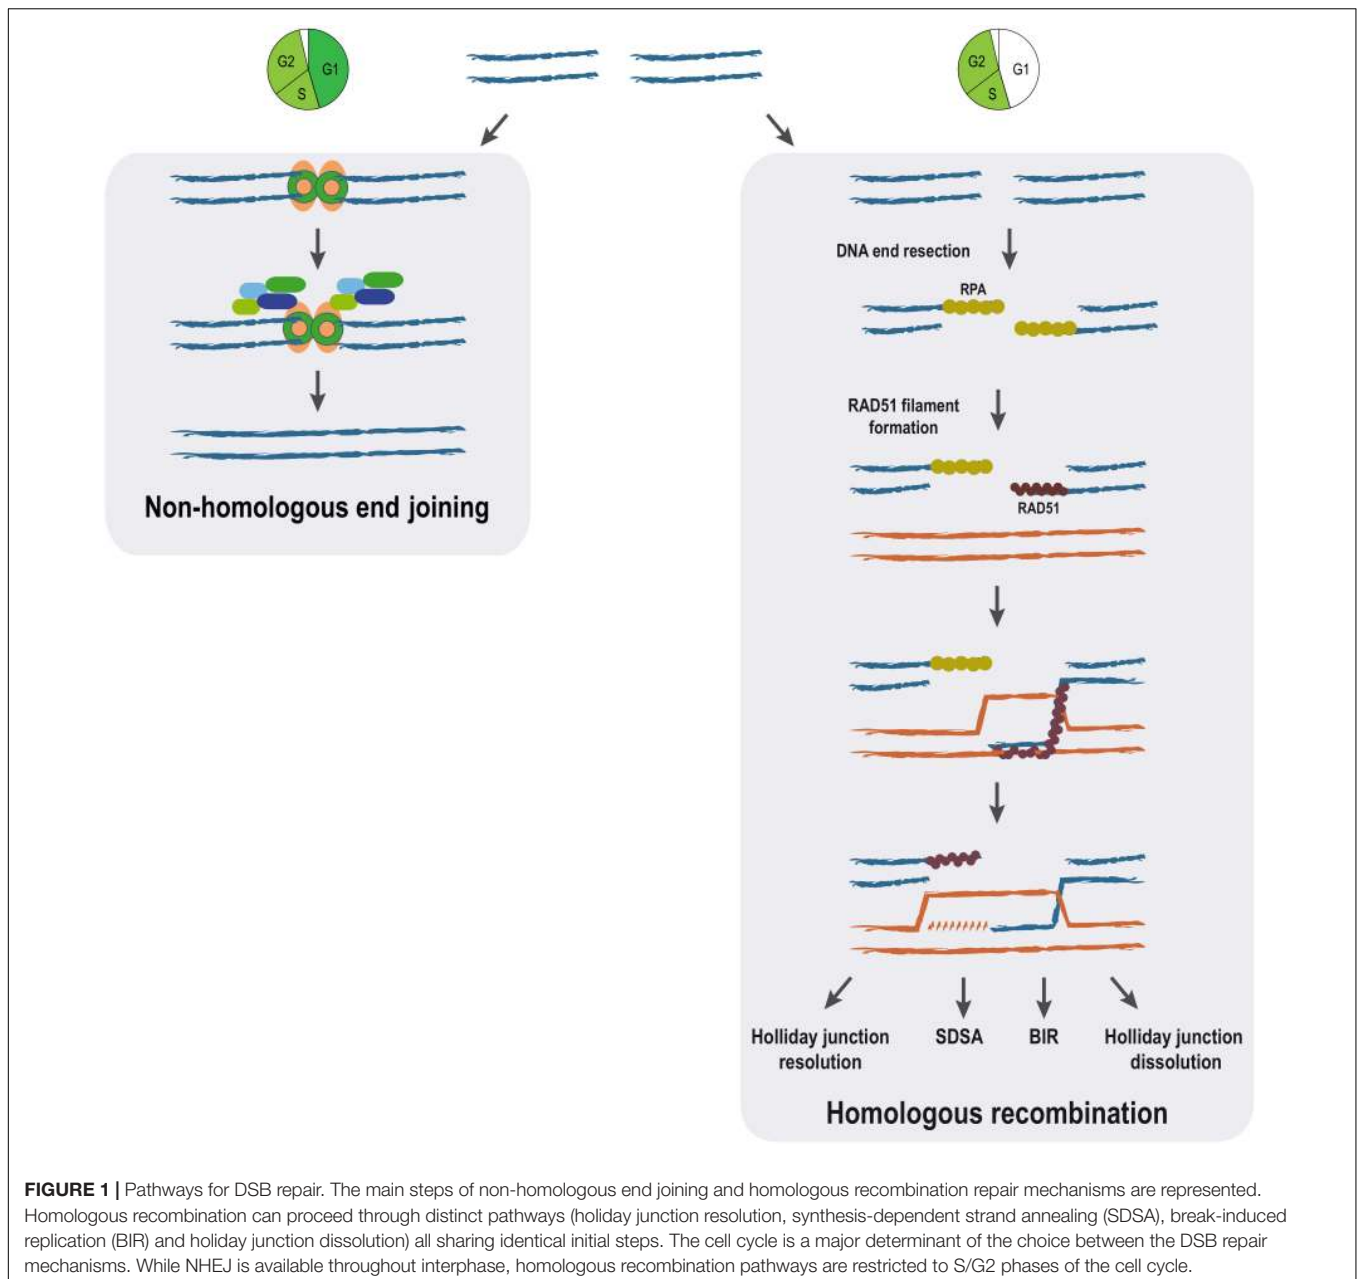 G2
G1
S
G2
G1
S
DNA end resection
RPA
RAD51 filament
formation
RAD51
Holliday junction
resolution
SDSA
BIR
Holliday junction
dissolution
Non-homologous end joining
Homologous recombination
FIGURE 1 | Pathways for DSB repair. The main steps of non-homologous end joining and homologous recombination repair mechanisms are represented.
Homologous recombination can proceed through distinct pathways (holiday junction resolution, synthesis-dependent strand annealing (SDSA), break-induced
replication (BIR) and holiday junction dissolution) all sharing identical initial steps. The cell cycle is a major determinant of the choice between the DSB repair
mechanisms. While NHEJ is available throughout interphase, homologous recombination pathways are restricted to S/G2 phases of the cell cycle.